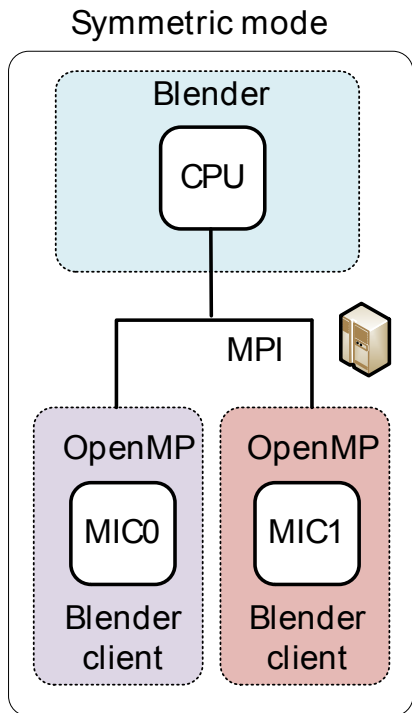 Symmetric mode
Blender
CPU
MPI
OpenMP
MIC0
Blender
client
OpenMP
MIC1
Blender
client